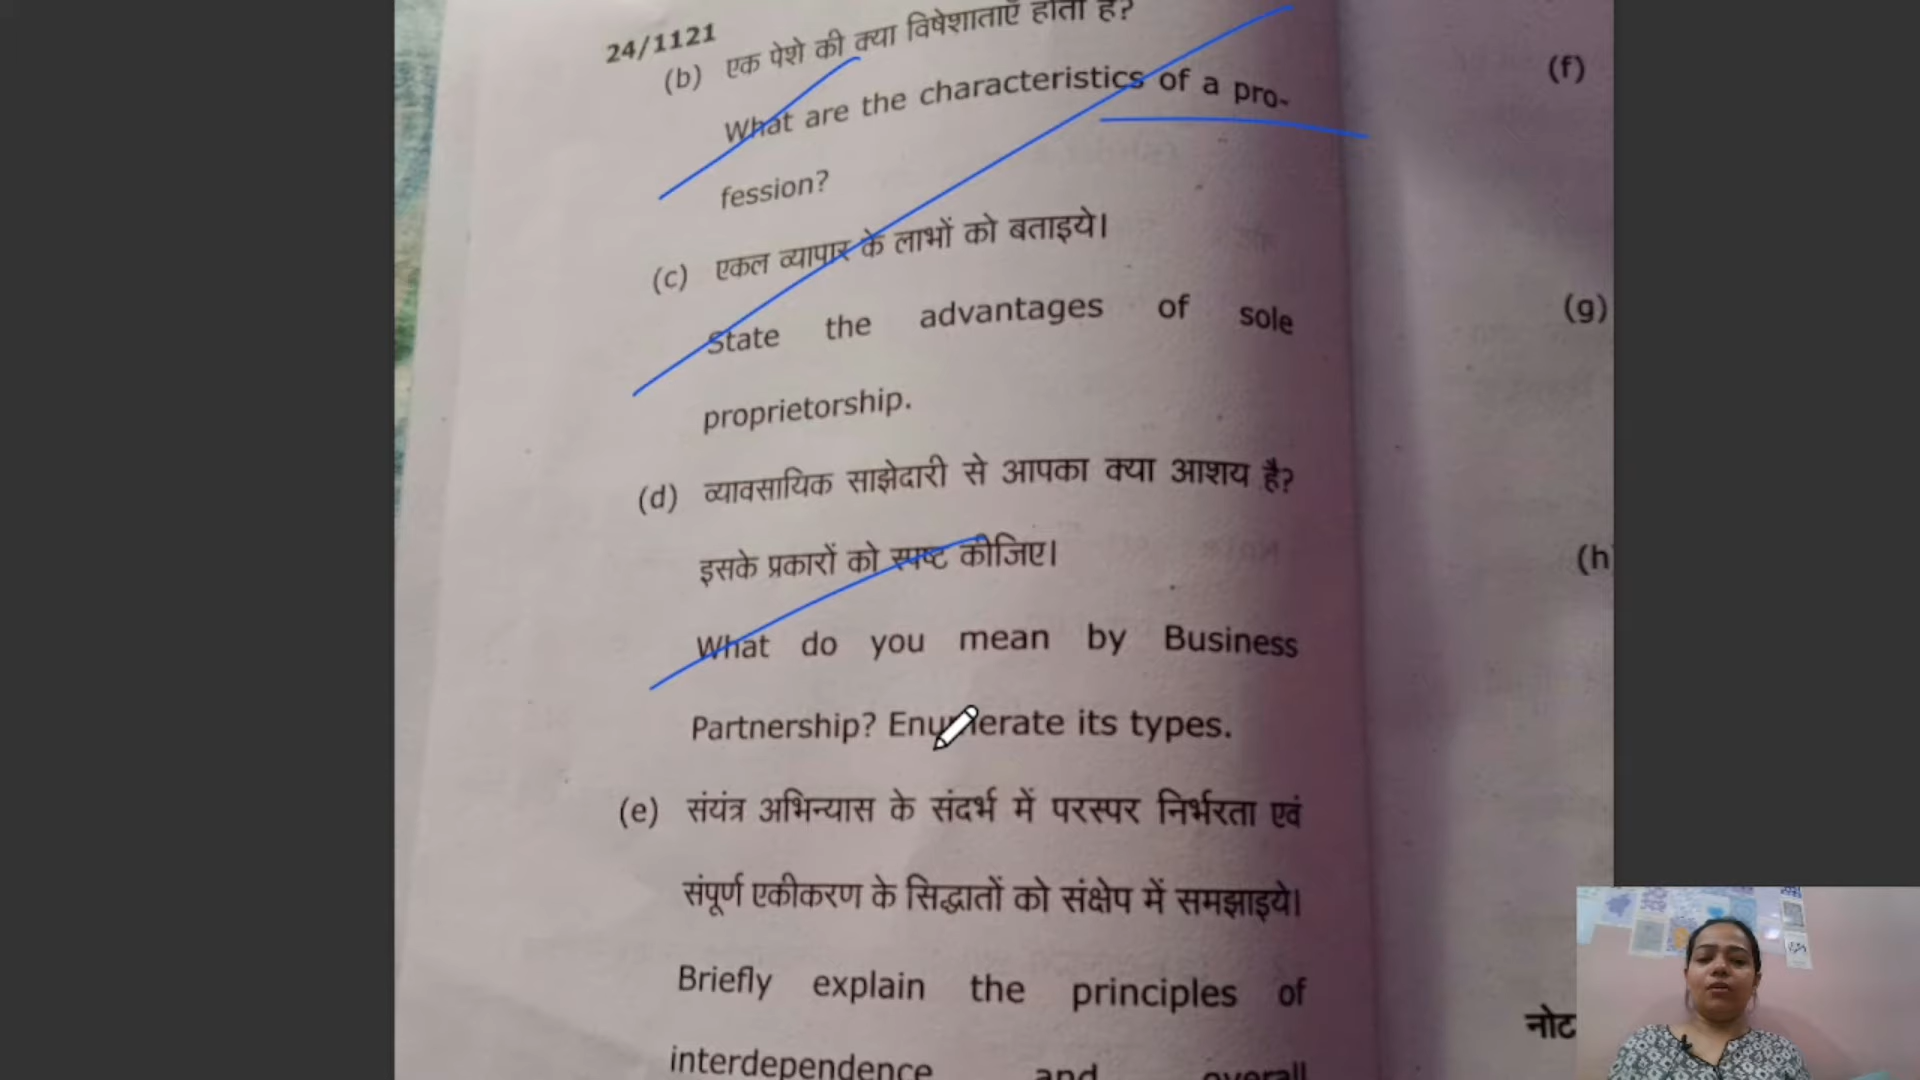 24/1121
(b) एक पेशे की क्या विषेशाताएँ होता है?
What are the characteristics of a pro-
fession?
(c) एकल व्यापार के लाभों को बताइये।
State the advantages of sole
proprietorship.
(d) व्यावसायिक साझेदारी से आपका क्या आशय है?
इसके प्रकारों को स्पष्ट कीजिए।
What do you mean by Business
Partnership? Enumerate its types.
(e) संयंत्र अभिन्यास के संदर्भ में परस्पर निर्भरता एवं
संपूर्ण एकीकरण के सिद्धातों को संक्षेप में समझाइये।
Briefly explain the principles of
interdependence and overall
(f)
(g)
(h
नोट